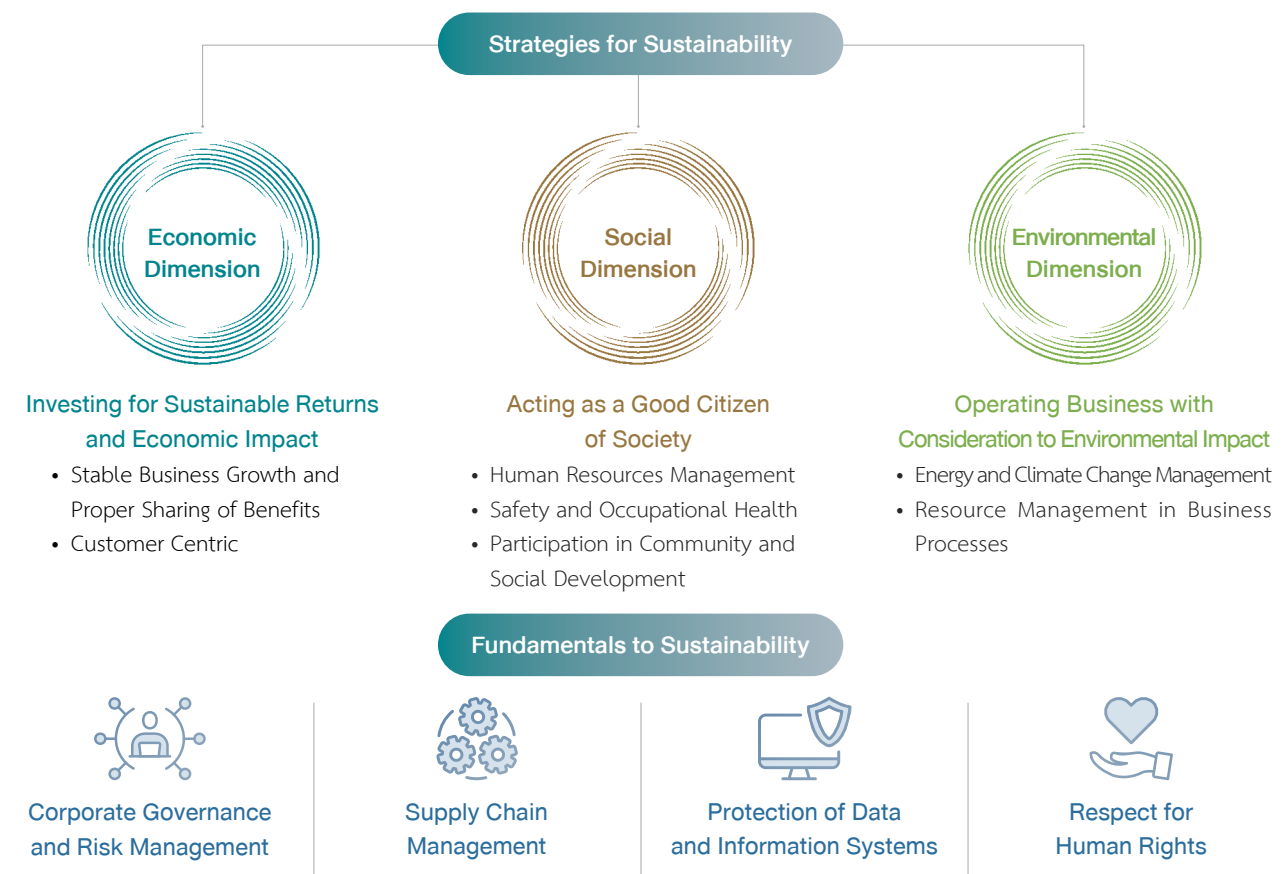 Strategies for Sustainability
Economic
Dimension
Investing for Sustainable Returns
and Economic Impact
• Stable Business Growth and
Proper Sharing of Benefits
• Customer Centric
Social
Dimension
Acting as a Good Citizen
of Society
• Human Resources Management
• Safety and Occupational Health
• Participation in Community and
Social Development
Environmental
Dimension
Operating Business with
Consideration to Environmental Impact
• Energy and Climate Change Management
• Resource Management in Business
Processes
Fundamentals to Sustainability
Corporate Governance
and Risk Management
Supply Chain
Management
Protection of Data
and Information Systems
Respect for
Human Rights